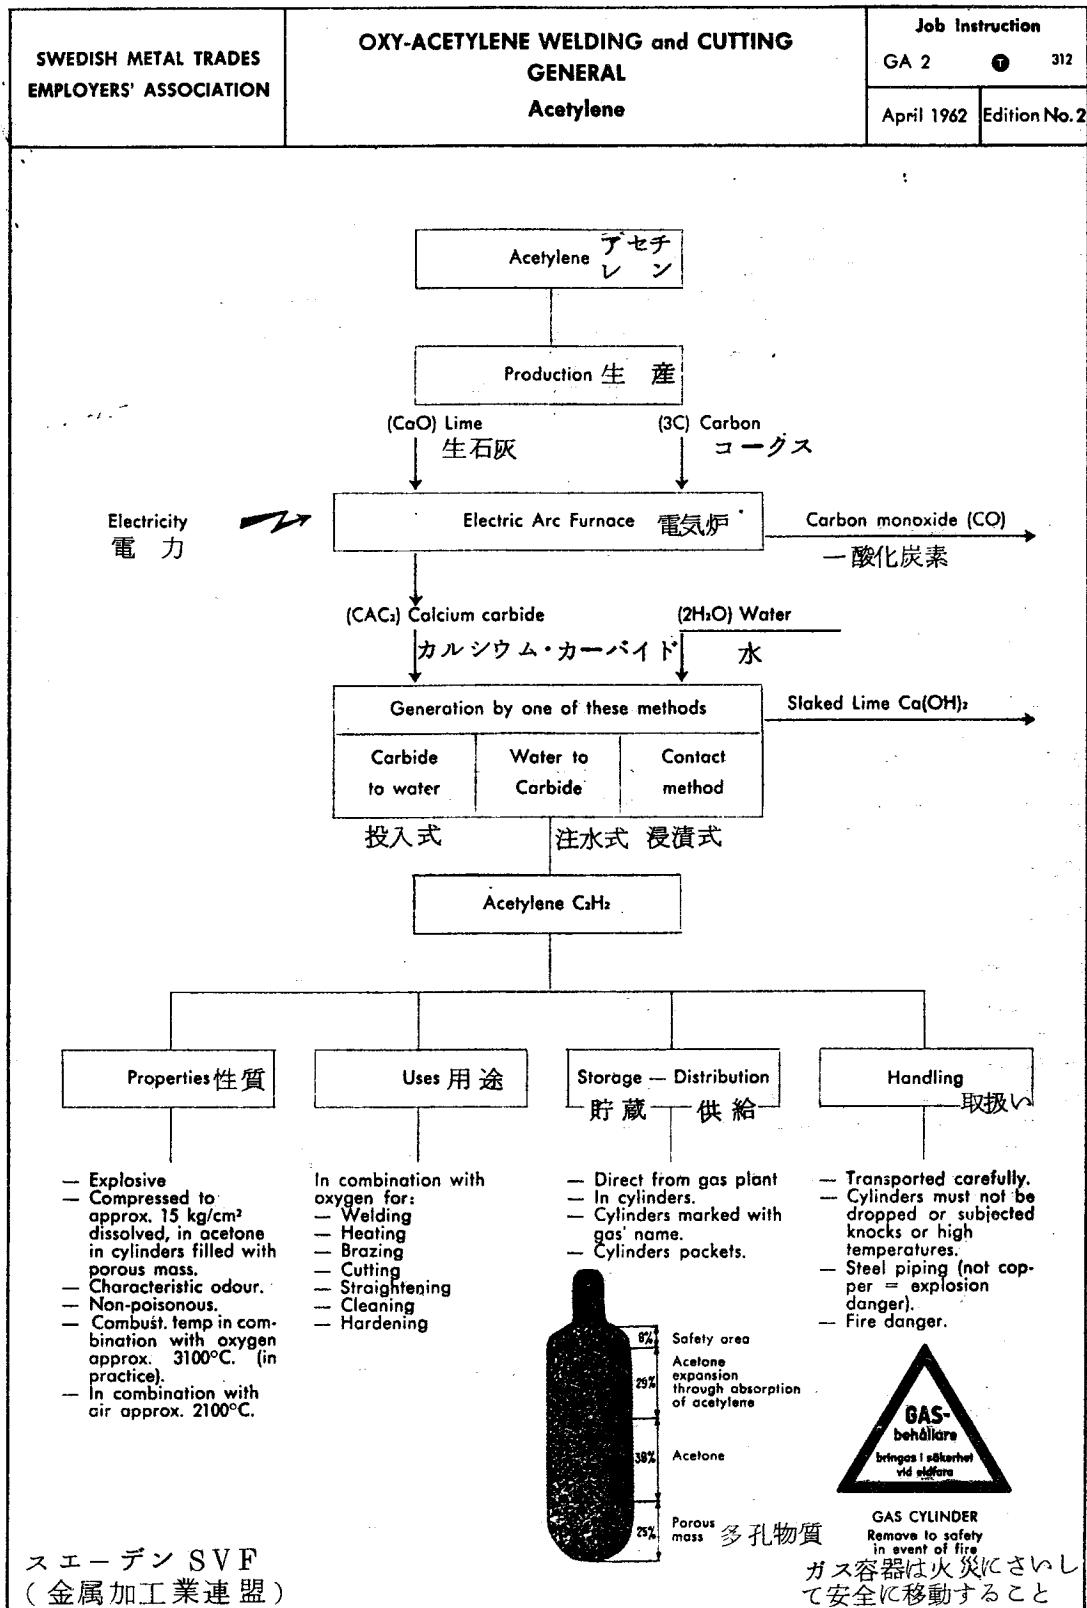 SWEDISH METAL TRADES
EMPLOYERS' ASSOCIATION
OXY-ACETYLENE WELDING and CUTTING
GENERAL
Acetylene
Job Instruction
GA 2 T 312
April 1962
Edition No.2
Acetylene アセチ
レン
Production 生産
(CaO) Lime
生石灰
(3C) Carbon
コークス
Electricity
電力
Electric Arc Furnace 電気炉
Carbon monoxide (CO)
一酸化炭素
(CAC₂) Calcium carbide
カルシウム・カーバイド
(2H₂O) Water
水
Generation by one of these methods
Slaked Lime Ca(OH)₂
Carbide
to water
Water to
Carbide
Contact
method
投入式
注水式
浸漬式
Acetylene C₂H₂
Properties 性質
— Explosive
— Compressed to
approx. 15 kg/cm²
dissolved, in acetone
in cylinders filled with
porous mass.
— Characteristic odour.
— Non-poisonous.
— Combust. temp in com-
bination with oxygen
approx. 3100°C. (in
practice).
— In combination with
air approx. 2100°C.
Uses 用途
In combination with
oxygen for:
— Welding
— Heating
— Brazing
— Cutting
— Straightening
— Cleaning
— Hardening
Storage — Distribution
貯蔵 供給
— Direct from gas plant
— In cylinders.
— Cylinders marked with
gas' name.
— Cylinders packets.
8% Safety area
29% Acetone
expansion
through absorption
of acetylene
38% Acetone
25% Porous
mass 多孔物質
Handling
取扱い
— Transported carefully.
— Cylinders must not be
dropped or subjected
knocks or high
temperatures.
— Steel piping (not cop-
per = explosion
danger).
— Fire danger.
GAS-
behållare
bringas i säkerhet
vid eldfara
GAS CYLINDER
Remove to safety
in event of fire
ガス容器は火災にさいし
て安全に移動すること
スエーデン SVF
(金属加工業連盟)